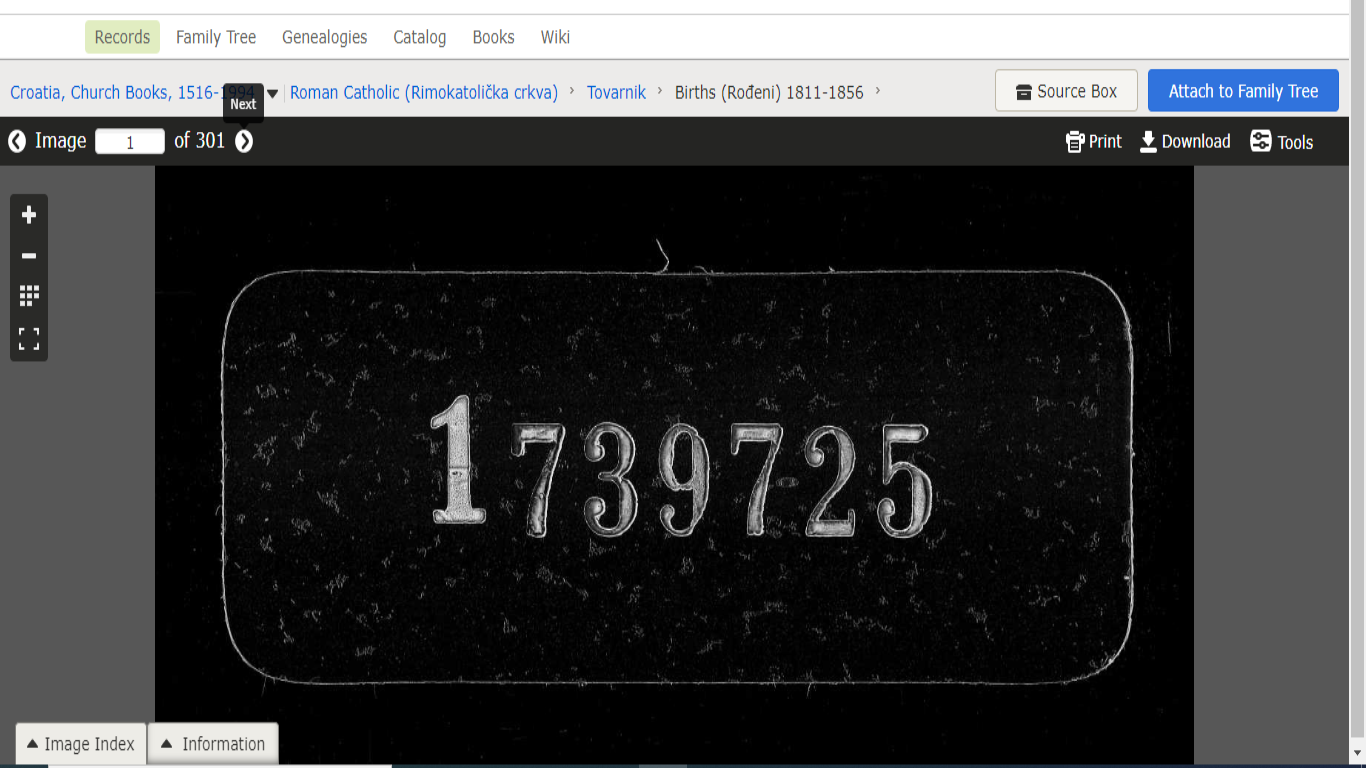 Records Family Tree Genealogies Catalog Books Wiki
Croatia, Church Books, 1516-1994 Roman Catholic (Rimokatolička crkva) › Tovarnik › Births (Rođeni) 1811-1856 › Source Box Attach to Family Tree
Next
Image 1 of 301 Print Download Tools
1739725
Image Index Information